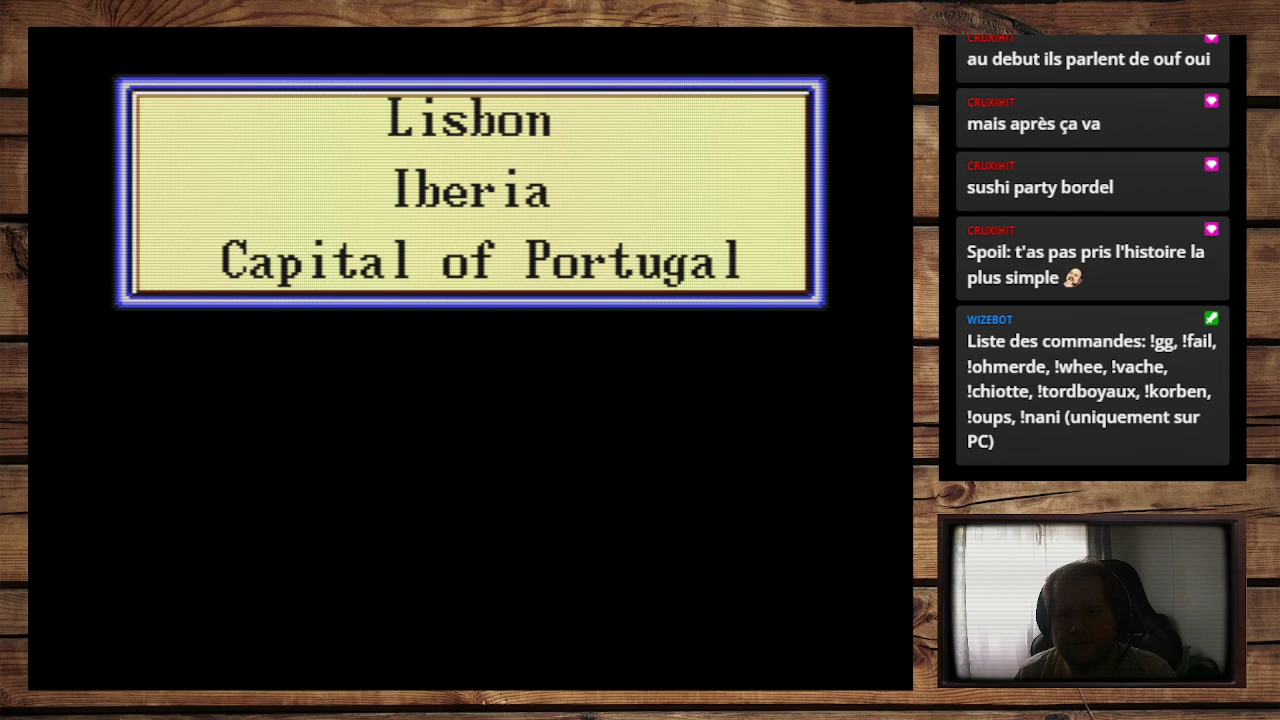 Lisbon
Iberia
Capital of Portugal
CRUXIHIT
au debut ils parlent de ouf oui
CRUXIHIT
mais après ça va
CRUXIHIT
sushi party bordel
CRUXIHIT
Spoil: t'as pas pris l'histoire la
plus simple
WIZEBOT
Liste des commandes: !gg, !fail,
!ohmerde, !whee, !vache,
!chiotte, !tordboyaux, !korben,
!oups, !nani (uniquement sur
PC)